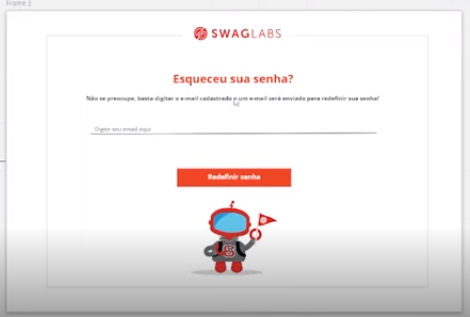 Frame 3
SWAGLABS
Esqueceu sua senha?
Não se preocupe, basta digitar o e-mail cadastrado e um e-mail será enviado para redefinir sua senha!
Digite seu email aqui
Redefinir senha
S